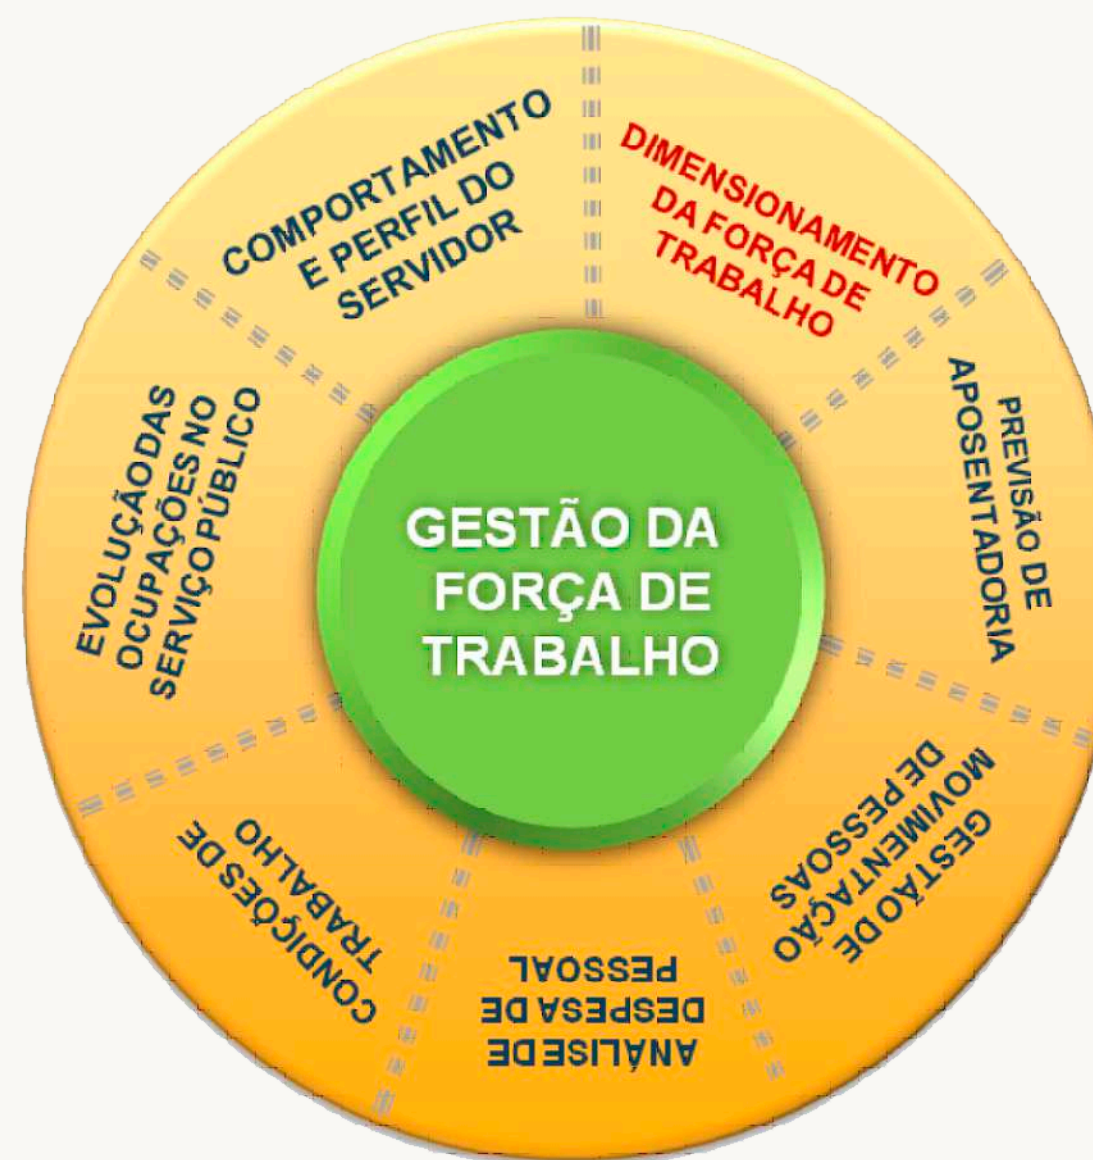 COMPORTAMENTO
E PERFIL DO
SERVIDOR
DIMENSIONAMENTO
DA FORÇA DE
TRABALHO
PREVISÃO DE
APOSENTADORIA
GESTÃO DE
MOVIMENTAÇÃO
DE PESSOAS
ANÁLISE DE
DESPESA DE
PESSOAL
CONDIÇÕES DE
TRABALHO
EVOLUÇÃO DAS
OCUPAÇÕES NO
SERVIÇO PÚBLICO
GESTÃO DA
FORÇA DE
TRABALHO